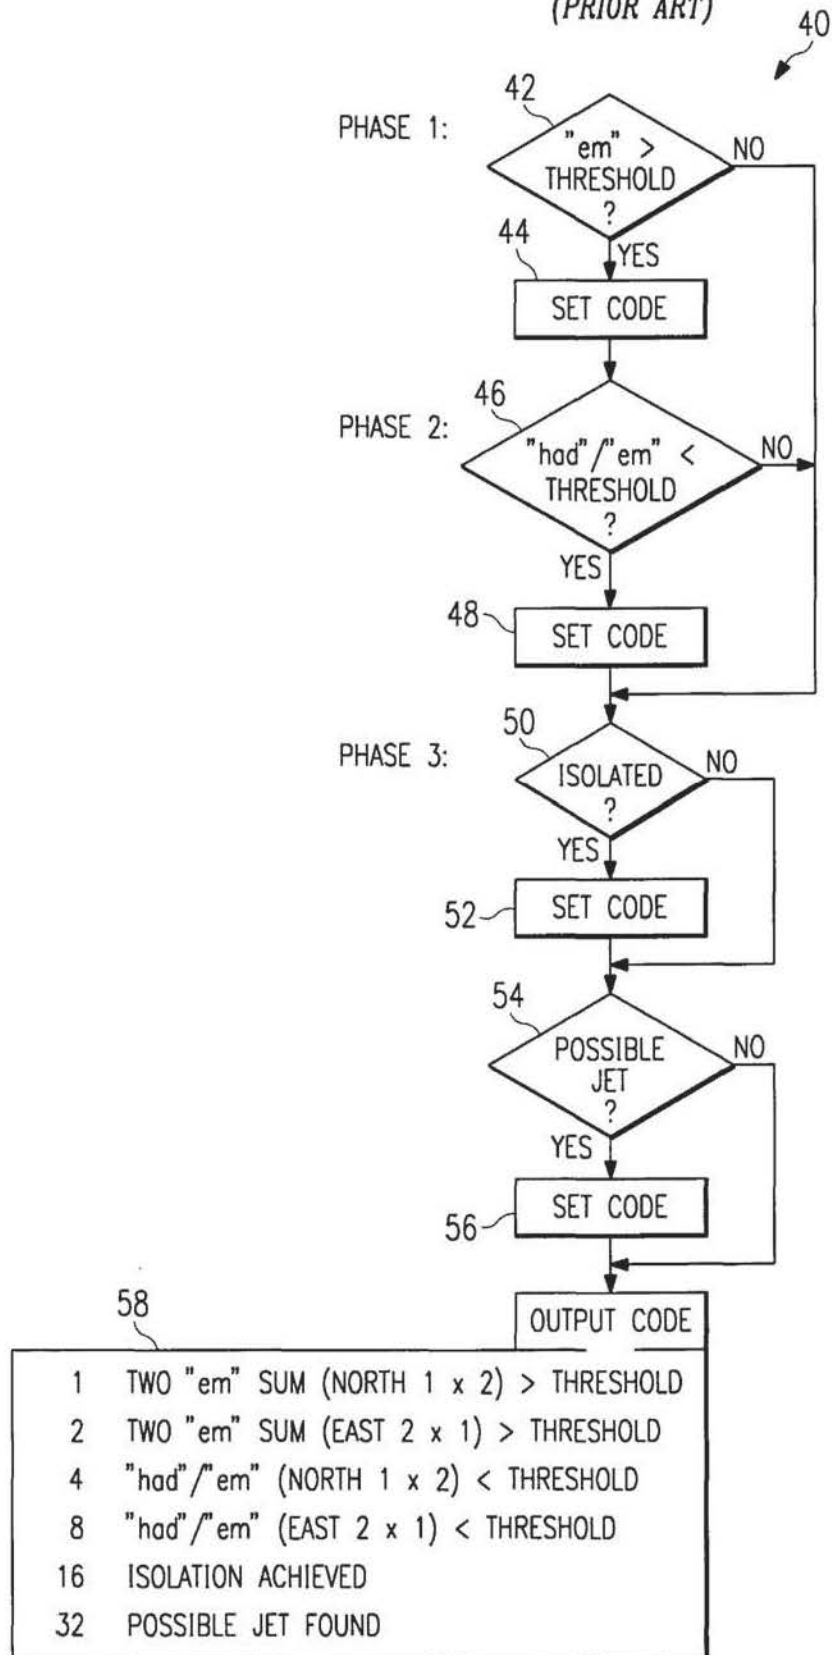 (PRIOR ART)
40
42
PHASE 1:
"em" >
THRESHOLD
?
NO
YES
44
SET CODE
46
PHASE 2:
"had"/"em" <
THRESHOLD
?
NO
YES
48
SET CODE
50
PHASE 3:
ISOLATED
?
NO
YES
52
SET CODE
54
POSSIBLE
JET
?
NO
YES
56
SET CODE
58
OUTPUT CODE
1 TWO "em" SUM (NORTH 1 x 2) > THRESHOLD
2 TWO "em" SUM (EAST 2 x 1) > THRESHOLD
4 "had"/"em" (NORTH 1 x 2) < THRESHOLD
8 "had"/"em" (EAST 2 x 1) < THRESHOLD
16 ISOLATION ACHIEVED
32 POSSIBLE JET FOUND